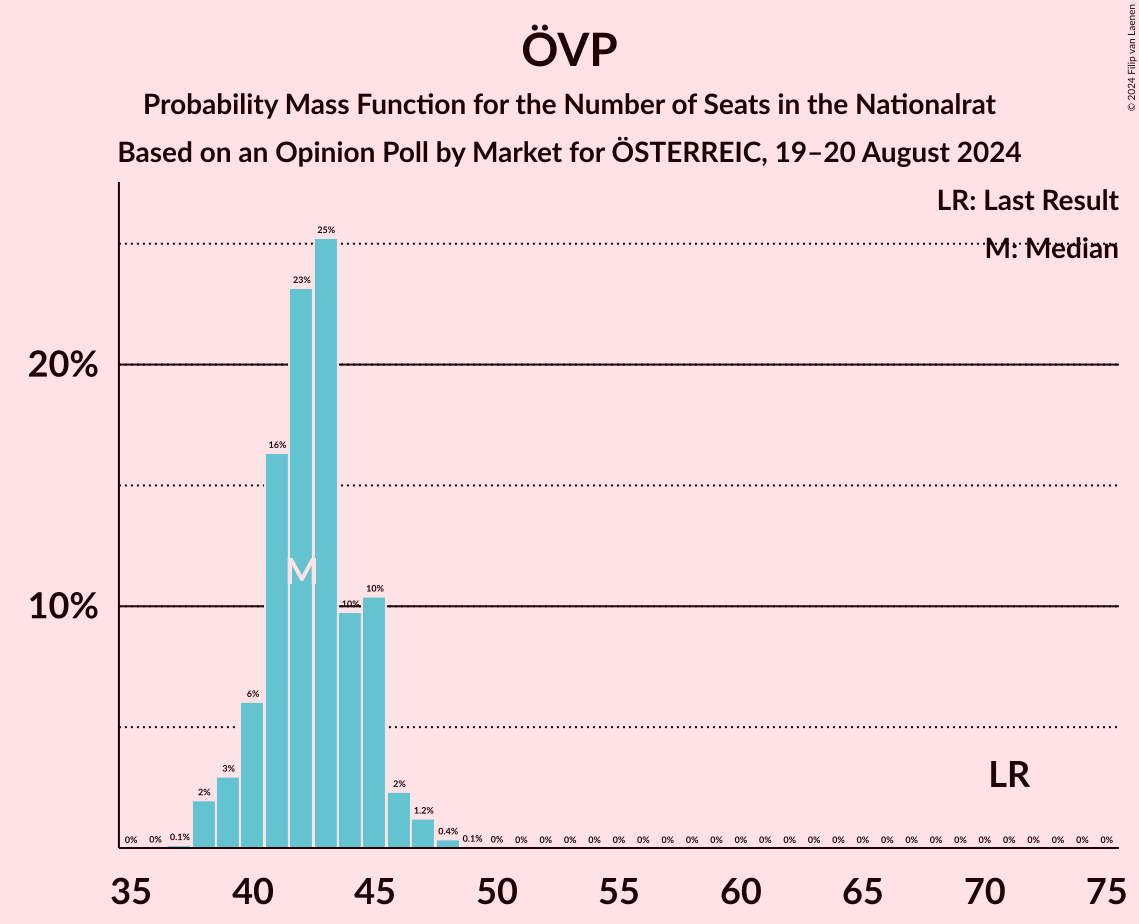 ÖVP
Probability Mass Function for the Number of Seats in the Nationalrat
Based on an Opinion Poll by Market for ÖSTERREIC, 19–20 August 2024
© 2024 Filip van Laenen
LR: Last Result
M: Median
25%
23%
20%
16%
M
10%
10%
10%
6%
LR
3%
2%
2%
1.2%
0% 0% 0.1% 0.4% 0.1% 0% 0% 0% 0% 0% 0% 0% 0% 0% 0% 0% 0% 0% 0% 0% 0% 0% 0% 0% 0% 0% 0% 0% 0% 0% 0%
35 40 45 50 55 60 65 70 75